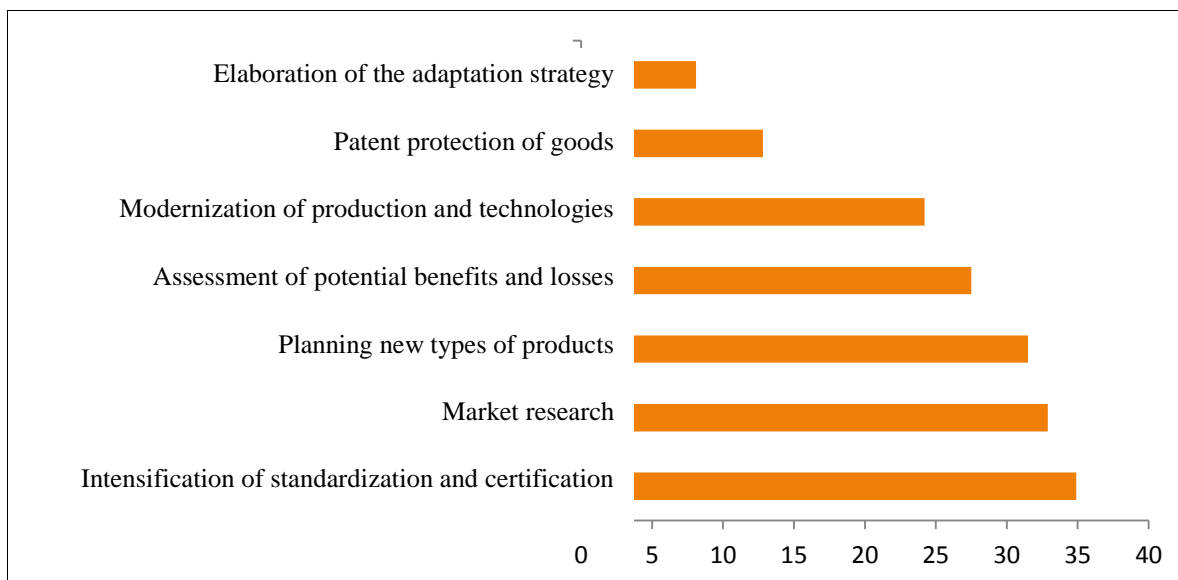 Elaboration of the adaptation strategy
Patent protection of goods
Modernization of production and technologies
Assessment of potential benefits and losses
Planning new types of products
Market research
Intensification of standardization and certification
0 5 10 15 20 25 30 35 40